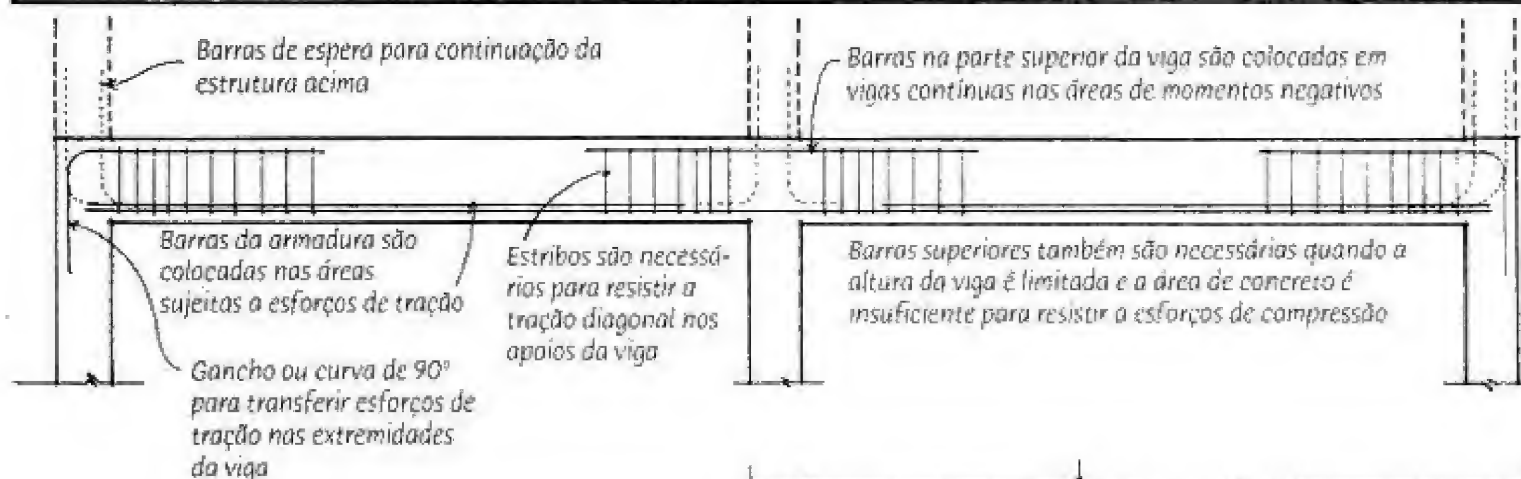 Barras de espera para continuação da
estrutura acima
Barras na parte superior da viga são colocadas em
vigas contínuas nas áreas de momentos negativos
Barras da armadura são
colocadas nas áreas
sujeitas a esforços de tração
Estribos são necessá-
rios para resistir a
tração diagonal nos
apoios da viga
Barras superiores também são necessárias quando a
altura da viga é limitada e a área de concreto é
insuficiente para resistir a esforços de compressão
Gancho ou curva de 90°
para transferir esforços de
tração nas extremidades
da viga